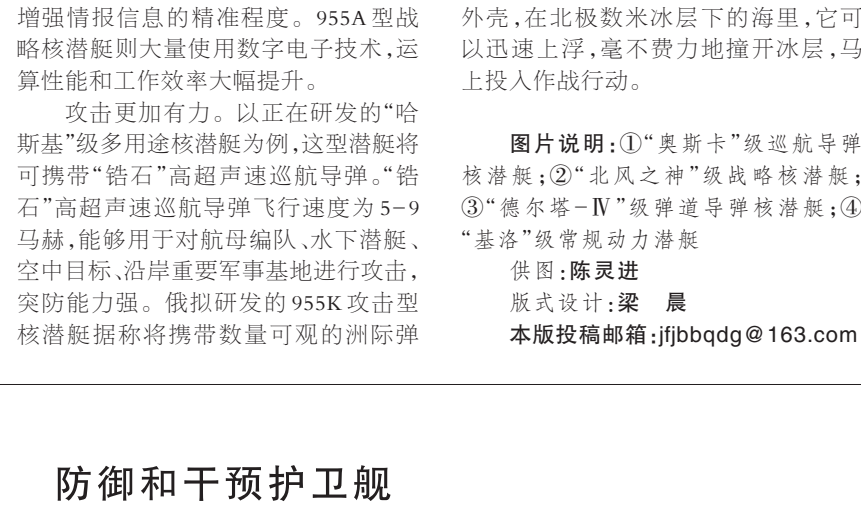 增强情报信息的精准程度。955A型战
略核潜艇则大量使用数字电子技术,运
算性能和工作效率大幅提升。
攻击更加有力。以正在研发的“哈
斯基”级多用途核潜艇为例,这型潜艇将
可携带“锆石”高超声速巡航导弹。“锆
石”高超声速巡航导弹飞行速度为5-9
马赫,能够用于对航母编队、水下潜艇、
空中目标、沿岸重要军事基地进行攻击,
突防能力强。俄拟研发的955K攻击型
核潜艇据称将携带数量可观的洲际弹
外壳,在北极数米冰层下的海里,它可
以迅速上浮,毫不费力地撞开冰层,马
上投入作战行动。
图片说明:①“奥斯卡”级巡航导弹
核潜艇;②“北风之神”级战略核潜艇;
③“德尔塔-Ⅳ”级弹道导弹核潜艇;④
“基洛”级常规动力潜艇
供图:陈灵进
版式设计:梁 晨
本版投稿邮箱:jfjbbqdg@163.com
防御和干预护卫舰